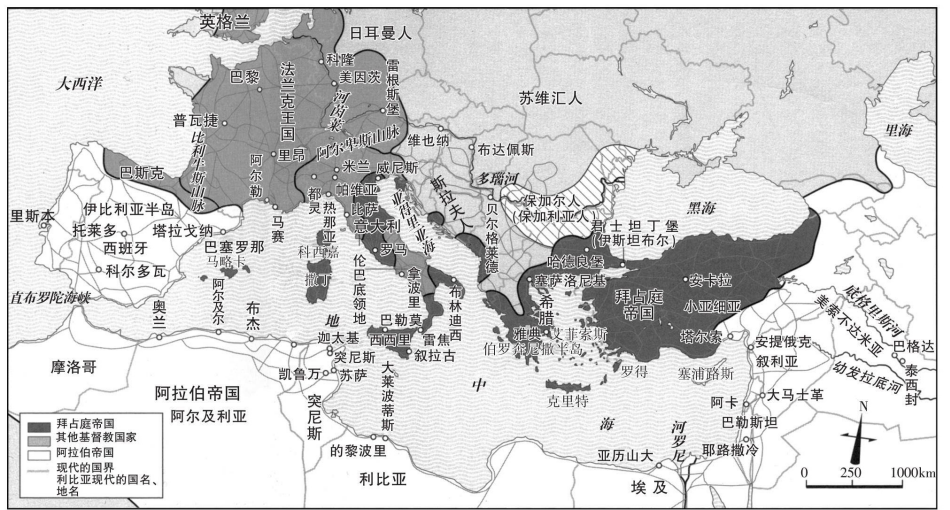 英格兰
日耳曼人
大西洋
科隆
巴黎
法兰克王国
美因茨
雷根斯堡
河茵莱
苏维汇人
里海
普瓦捷
比利牛斯山脉
阿尔卑斯山脉
维也纳
布达佩斯
里昂
阿尔勒
巴斯克
米兰
威尼斯
多瑙河
都灵
帕维亚
斯拉夫人
保加尔人
(保加利亚人)
黑海
里斯本
伊比利亚半岛
托莱多
塔拉戈纳
西班牙
科尔多瓦
马赛
热那亚
比萨
意大利
亚得里亚海
贝尔格莱德
君士坦丁堡
(伊斯坦布尔)
巴塞罗那
马略卡
科西嘉
罗马
哈德良堡
撒丁
伦巴底领地
拿波里
布林迪西
塞萨洛尼基
希腊
拜占庭
帝国
安卡拉
小亚细亚
底格里斯河
美索不达米亚
直布罗陀海峡
奥兰
阿尔及尔
布杰
地
巴勒莫
西西里
雷焦
叙拉古
雅典
艾菲索斯
伯罗奔尼撒半岛
塔尔索
安提俄克
叙利亚
巴格达
泰西封
幼发拉底河
摩洛哥
迦太基
突尼斯
凯鲁万
苏萨
阿拉伯帝国
阿尔及利亚
突尼斯
大莱波蒂斯
中
克里特
罗得
塞浦路斯
阿卡
大马士革
巴勒斯坦
耶路撒冷
海
河罗尼
亚历山大
的黎波里
利比亚
埃及
拜占庭帝国
其他基督教国家
阿拉伯帝国
现代的国界
利比亚现代的国名、
地名
N
0 250 1000km